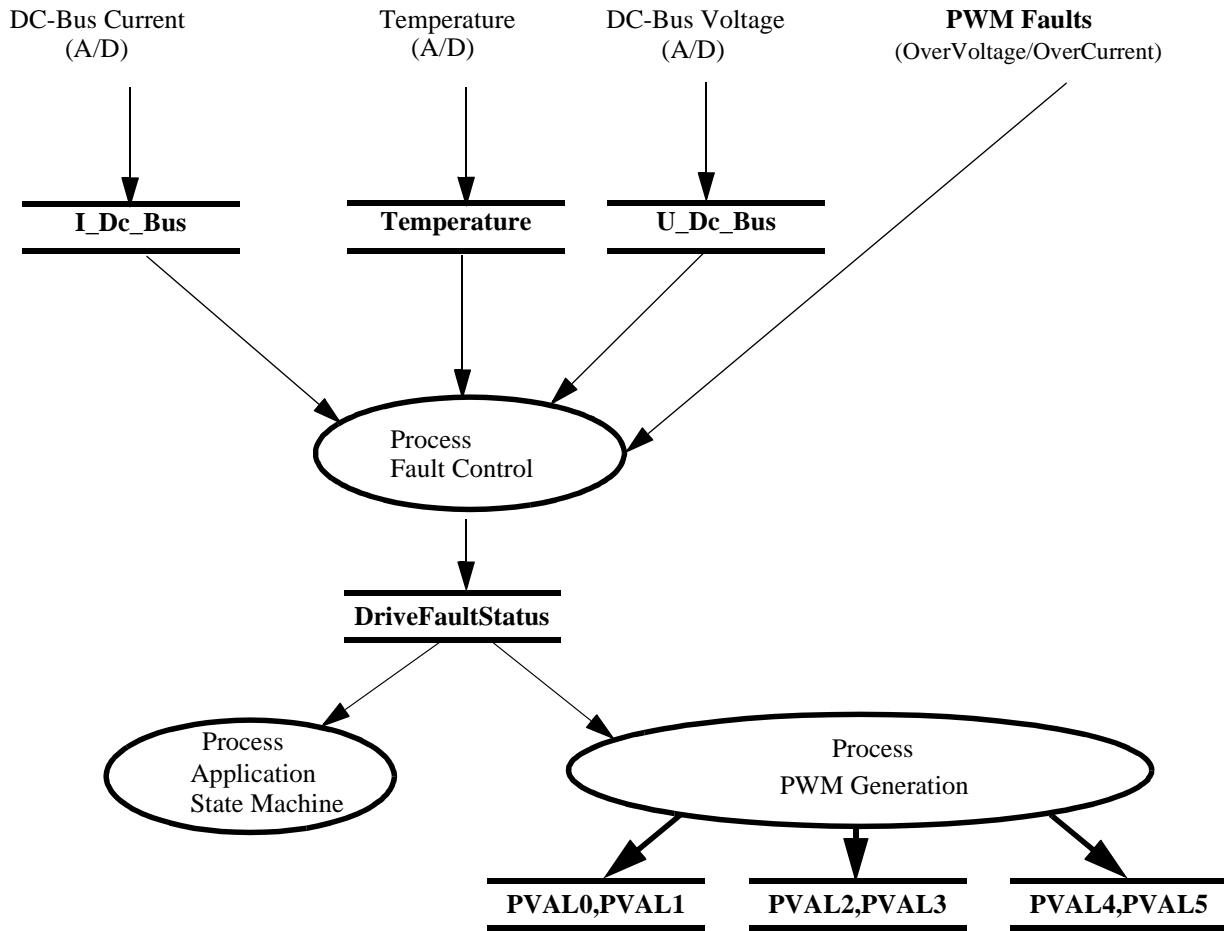 DC-Bus Current
(A/D)
Temperature
(A/D)
DC-Bus Voltage
(A/D)
PWM Faults
(OverVoltage/OverCurrent)
I_Dc_Bus
Temperature
U_Dc_Bus
Process
Fault Control
DriveFaultStatus
Process
Application
State Machine
Process
PWM Generation
PVAL0,PVAL1
PVAL2,PVAL3
PVAL4,PVAL5